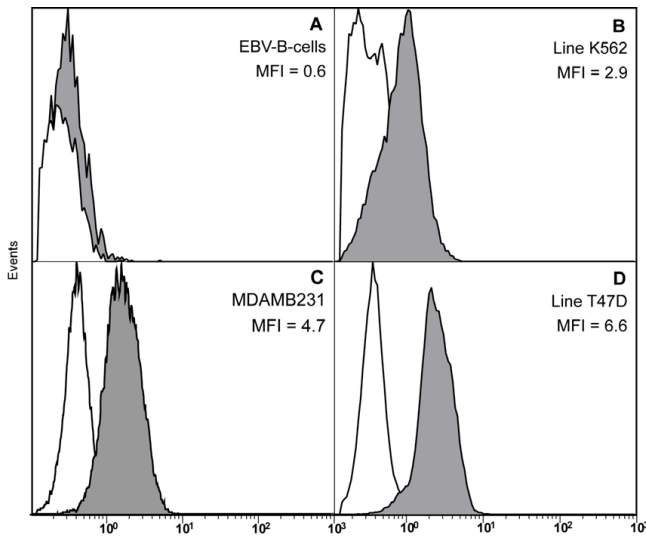 A
EBV-B-cells
MFI = 0.6
B
Line K562
MFI = 2.9
Events
C
MDAMB231
MFI = 4.7
D
Line T47D
MFI = 6.6
10⁰ 10¹ 10² 10³ 10⁰ 10¹ 10² 10³